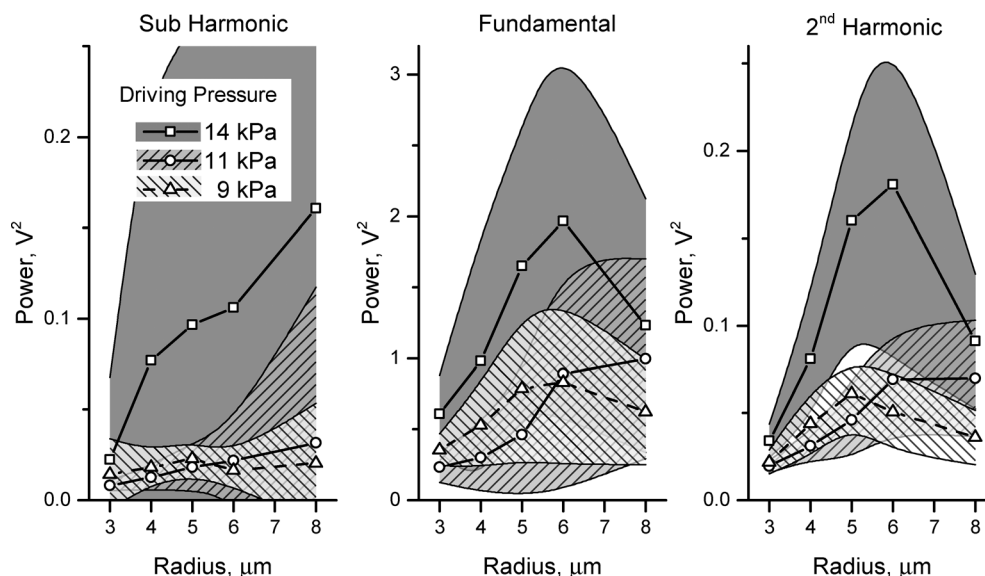 Sub Harmonic
Fundamental
2nd Harmonic
Driving Pressure
14 kPa
11 kPa
9 kPa
Power, V2
0.2
0.1
0.0
3 4 5 6 7 8
Radius, μm
Power, V2
3
2
1
0
3 4 5 6 7 8
Radius, μm
Power, V2
0.2
0.1
0.0
3 4 5 6 7 8
Radius, μm